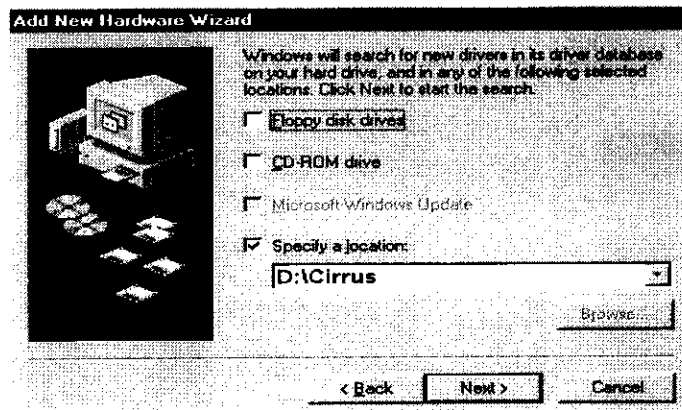 Add New Hardware Wizard
Windows will search for new drivers in its driver database
on your hard drive, and in any of the following selected
locations. Click Next to start the search.
Floppy disk drives
CD-ROM drive
Microsoft Windows Update
Specify a location:
D:\Cirrus
Browse...
< Back Next > Cancel